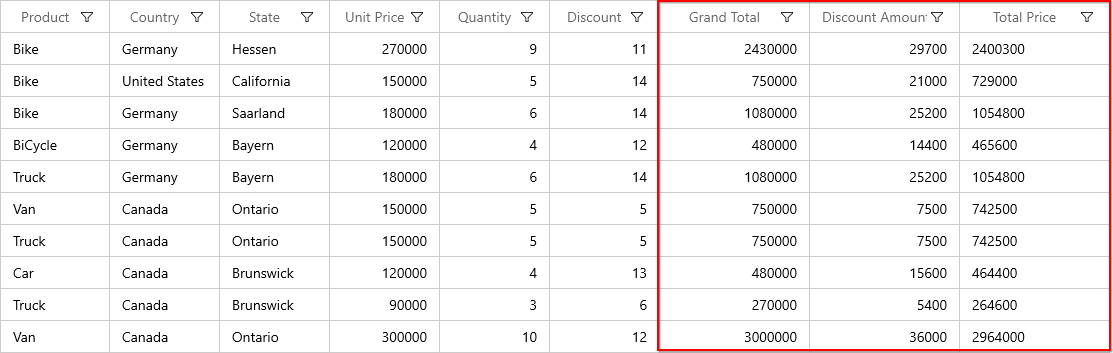 Product Country State Unit Price Quantity Discount Grand Total Discount Amoun Total Price
Bike Germany Hessen 270000 9 11 2430000 29700 2400300
Bike United States California 150000 5 14 750000 21000 729000
Bike Germany Saarland 180000 6 14 1080000 25200 1054800
BiCycle Germany Bayern 120000 4 12 480000 14400 465600
Truck Germany Bayern 180000 6 14 1080000 25200 1054800
Van Canada Ontario 150000 5 5 750000 7500 742500
Truck Canada Ontario 150000 5 5 750000 7500 742500
Car Canada Brunswick 120000 4 13 480000 15600 464400
Truck Canada Brunswick 90000 3 6 270000 5400 264600
Van Canada Ontario 300000 10 12 3000000 36000 2964000